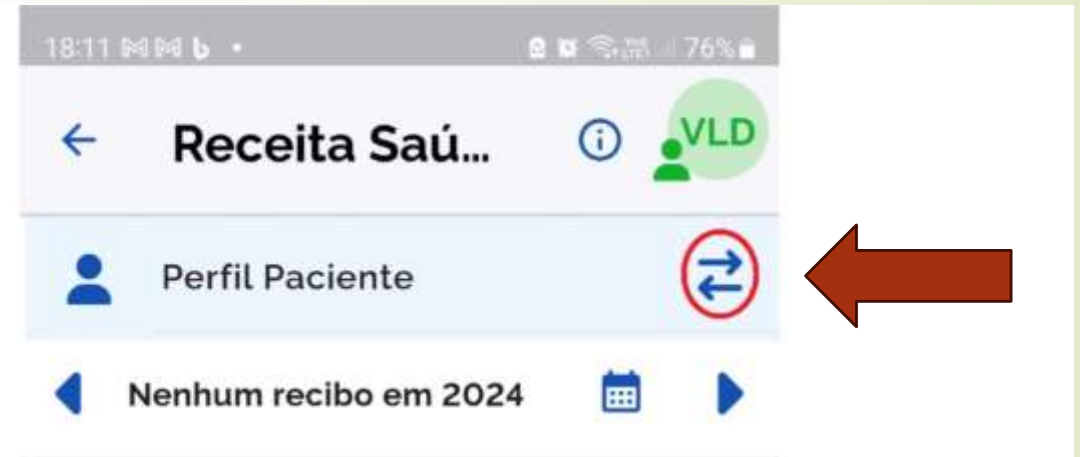 18:11
76%
Receita Saú...
VLD
Perfil Paciente
Nenhum recibo em 2024